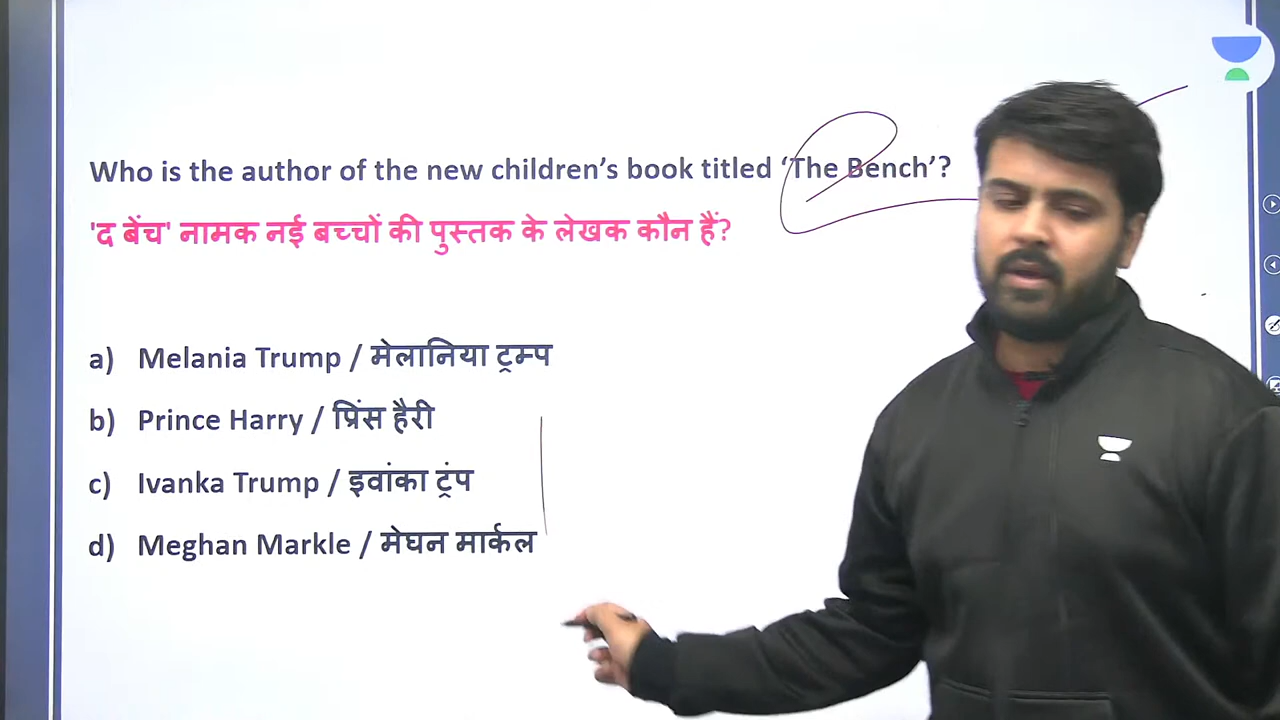 Who is the author of the new children’s book titled ‘The Bench’?
'द बेंच' नामक नई बच्चों की पुस्तक के लेखक कौन हैं?
a) Melania Trump / मेलानिया ट्रम्प
b) Prince Harry / प्रिंस हैरी
c) Ivanka Trump / इवांका ट्रंप
d) Meghan Markle / मेघन मार्कल